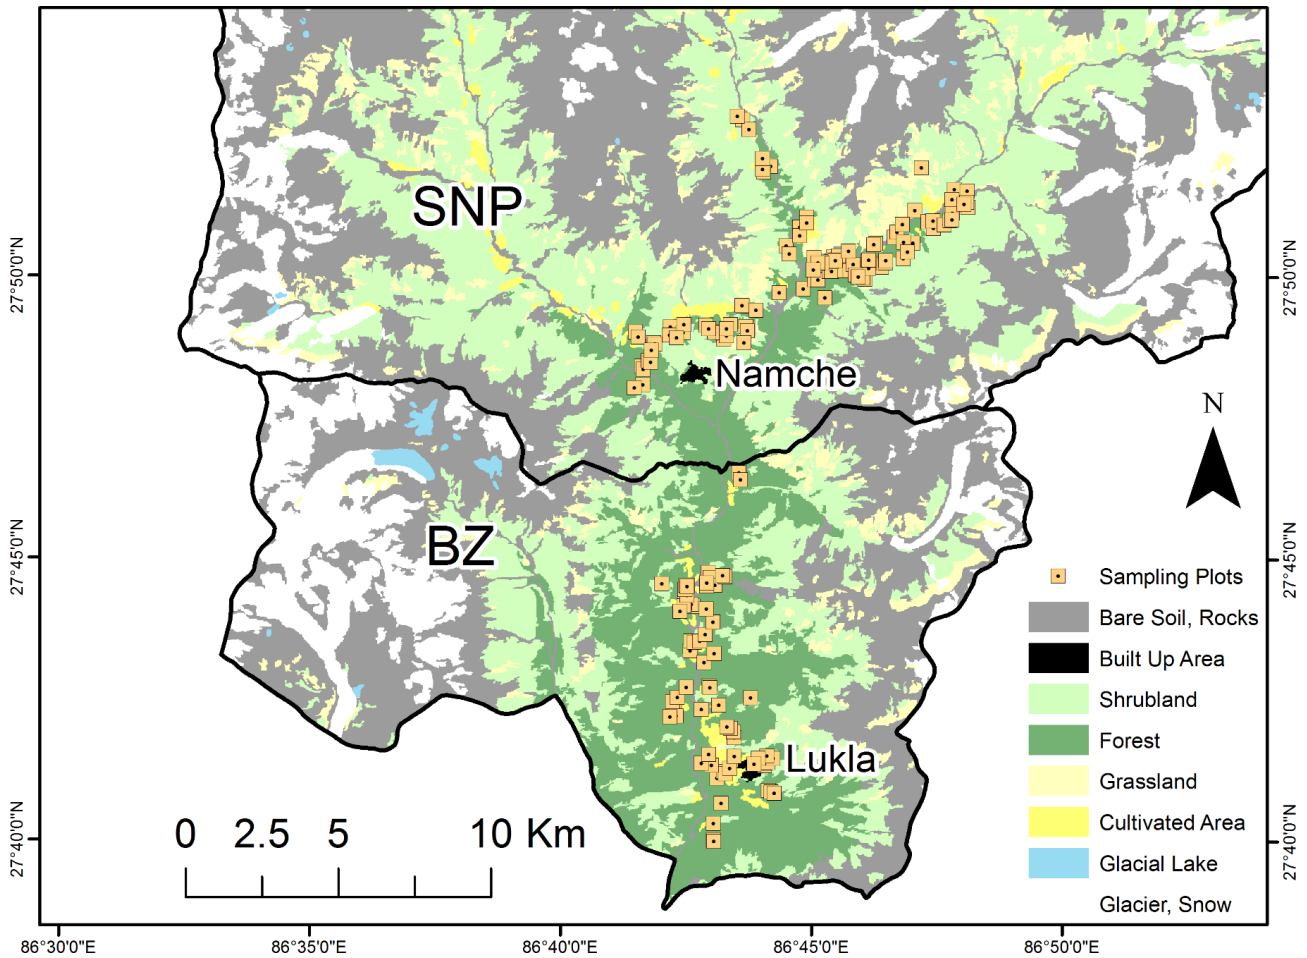 SNP
Namche
N
BZ
Lukla
Sampling Plots
Bare Soil, Rocks
Built Up Area
Shrubland
Forest
Grassland
Cultivated Area
Glacial Lake
Glacier, Snow
0 2.5 5 10 Km
27°50'0"N
27°45'0"N
27°40'0"N
27°50'0"N
27°45'0"N
27°40'0"N
86°30'0"E 86°35'0"E 86°40'0"E 86°45'0"E 86°50'0"E